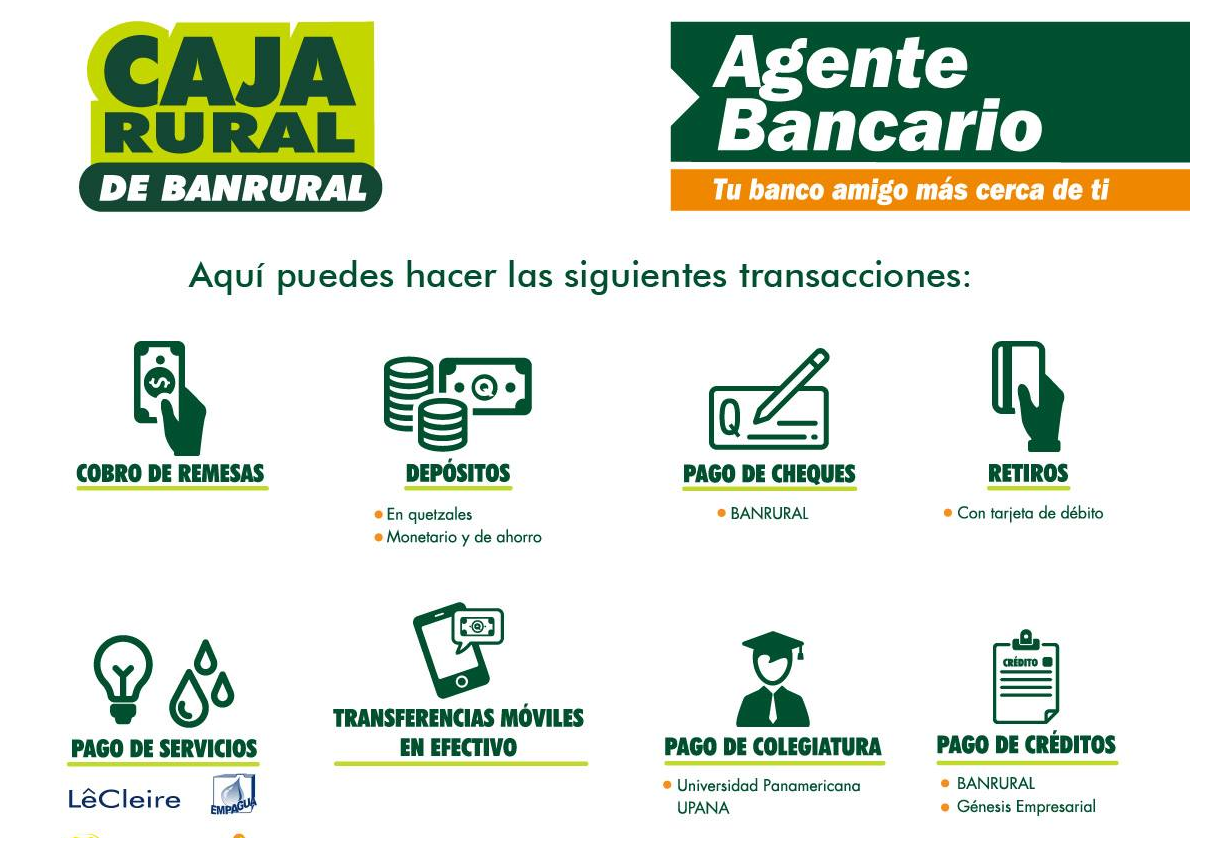 CAJA
RURAL
DE BANRURAL
Agente
Bancario
Tu banco amigo más cerca de ti
Aquí puedes hacer las siguientes transacciones:
COBRO DE REMESAS
Q
DEPÓSITOS
En quetzales
Monetario y de ahorro
Q
PAGO DE CHEQUES
BANRURAL
RETIROS
Con tarjeta de débito
PAGO DE SERVICIOS
LêCleire
EMPAGUA
Q
TRANSFERENCIAS MÓVILES
EN EFECTIVO
PAGO DE COLEGIATURA
Universidad Panamericana
UPANA
CRÉDITO
PAGO DE CRÉDITOS
BANRURAL
Génesis Empresarial